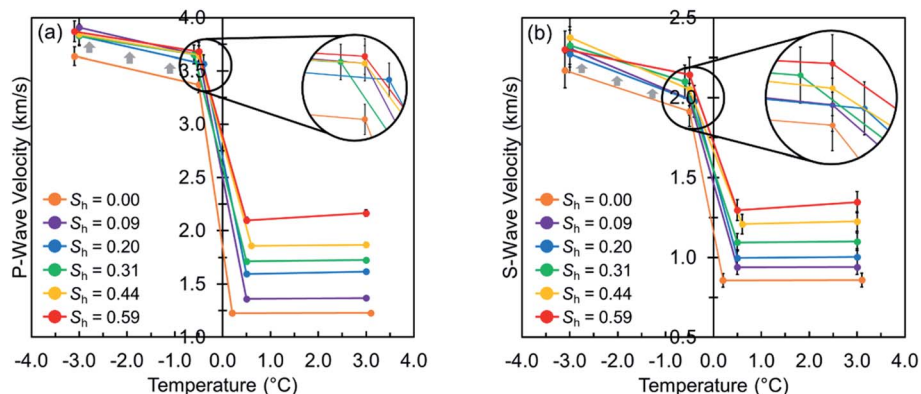 (a)
P-Wave Velocity (km/s)
4.0
3.5
3.0
2.5
2.0
1.5
1.0
Sh = 0.00
Sh = 0.09
Sh = 0.20
Sh = 0.31
Sh = 0.44
Sh = 0.59
-4.0 -3.0 -2.0 -1.0 0.0 1.0 2.0 3.0 4.0
Temperature (°C)
(b)
S-Wave Velocity (km/s)
2.5
2.0
1.5
1.0
0.5
Sh = 0.00
Sh = 0.09
Sh = 0.20
Sh = 0.31
Sh = 0.44
Sh = 0.59
-4.0 -3.0 -2.0 -1.0 0.0 1.0 2.0 3.0 4.0
Temperature (°C)